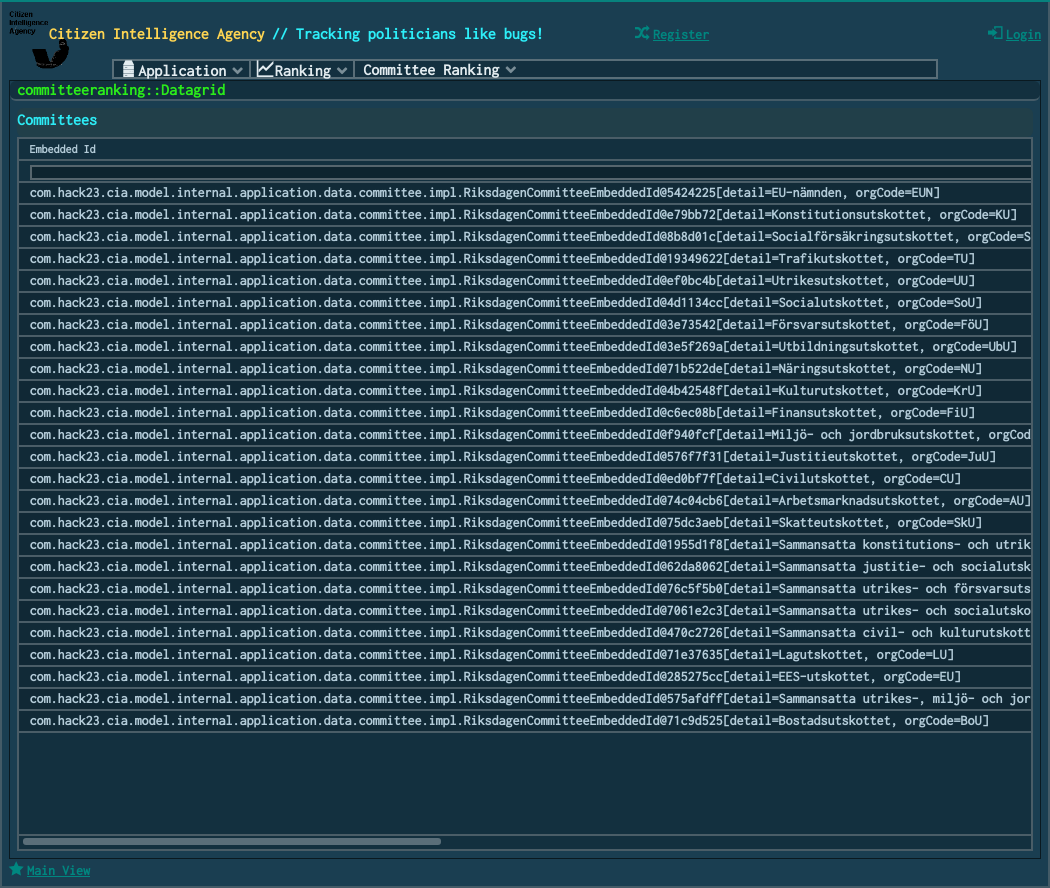 Citizen
Intelligence
Agency
Citizen Intelligence Agency // Tracking politicians like bugs!
Register
Login
Application
Ranking
Committee Ranking
committeeranking::Datagrid
Committees
Embedded Id
com.hack23.cia.model.internal.application.data.committee.impl.RiksdagenCommitteeEmbeddedId@5424225[detail=EU-nämnden, orgCode=EUN]
com.hack23.cia.model.internal.application.data.committee.impl.RiksdagenCommitteeEmbeddedId@e79bb72[detail=Konstitutionsutskottet, orgCode=KU]
com.hack23.cia.model.internal.application.data.committee.impl.RiksdagenCommitteeEmbeddedId@8b8d01c[detail=Socialförsäkringsutskottet, orgCode=S
com.hack23.cia.model.internal.application.data.committee.impl.RiksdagenCommitteeEmbeddedId@19349622[detail=Trafikutskottet, orgCode=TU]
com.hack23.cia.model.internal.application.data.committee.impl.RiksdagenCommitteeEmbeddedId@ef0bc4b[detail=Utrikesutskottet, orgCode=UU]
com.hack23.cia.model.internal.application.data.committee.impl.RiksdagenCommitteeEmbeddedId@4d1134cc[detail=Socialutskottet, orgCode=SoU]
com.hack23.cia.model.internal.application.data.committee.impl.RiksdagenCommitteeEmbeddedId@3e73542[detail=Försvarsutskottet, orgCode=FöU]
com.hack23.cia.model.internal.application.data.committee.impl.RiksdagenCommitteeEmbeddedId@3e5f269a[detail=Utbildningsutskottet, orgCode=UbU]
com.hack23.cia.model.internal.application.data.committee.impl.RiksdagenCommitteeEmbeddedId@71b522de[detail=Näringsutskottet, orgCode=NU]
com.hack23.cia.model.internal.application.data.committee.impl.RiksdagenCommitteeEmbeddedId@4b42548f[detail=Kulturutskottet, orgCode=KrU]
com.hack23.cia.model.internal.application.data.committee.impl.RiksdagenCommitteeEmbeddedId@c6ec08b[detail=Finansutskottet, orgCode=FiU]
com.hack23.cia.model.internal.application.data.committee.impl.RiksdagenCommitteeEmbeddedId@f940fcf[detail=Miljö- och jordbruksutskottet, orgCod
com.hack23.cia.model.internal.application.data.committee.impl.RiksdagenCommitteeEmbeddedId@576f7f31[detail=Justitieutskottet, orgCode=JuU]
com.hack23.cia.model.internal.application.data.committee.impl.RiksdagenCommitteeEmbeddedId@ed0bf7f[detail=Civilutskottet, orgCode=CU]
com.hack23.cia.model.internal.application.data.committee.impl.RiksdagenCommitteeEmbeddedId@74c04cb6[detail=Arbetsmarknadsutskottet, orgCode=AU]
com.hack23.cia.model.internal.application.data.committee.impl.RiksdagenCommitteeEmbeddedId@75dc3aeb[detail=Skatteutskottet, orgCode=SkU]
com.hack23.cia.model.internal.application.data.committee.impl.RiksdagenCommitteeEmbeddedId@1955d1f8[detail=Sammansatta konstitutions- och utrik
com.hack23.cia.model.internal.application.data.committee.impl.RiksdagenCommitteeEmbeddedId@62da8062[detail=Sammansatta justitie- och socialutsk
com.hack23.cia.model.internal.application.data.committee.impl.RiksdagenCommitteeEmbeddedId@76c5f5b0[detail=Sammansatta utrikes- och försvarsuts
com.hack23.cia.model.internal.application.data.committee.impl.RiksdagenCommitteeEmbeddedId@7061e2c3[detail=Sammansatta utrikes- och socialutsko
com.hack23.cia.model.internal.application.data.committee.impl.RiksdagenCommitteeEmbeddedId@470c2726[detail=Sammansatta civil- och kulturutskott
com.hack23.cia.model.internal.application.data.committee.impl.RiksdagenCommitteeEmbeddedId@71e37635[detail=Lagutskottet, orgCode=LU]
com.hack23.cia.model.internal.application.data.committee.impl.RiksdagenCommitteeEmbeddedId@285275cc[detail=EES-utskottet, orgCode=EU]
com.hack23.cia.model.internal.application.data.committee.impl.RiksdagenCommitteeEmbeddedId@575afdff[detail=Sammansatta utrikes-, miljö- och jor
com.hack23.cia.model.internal.application.data.committee.impl.RiksdagenCommitteeEmbeddedId@71c9d525[detail=Bostadsutskottet, orgCode=BoU]
Main View